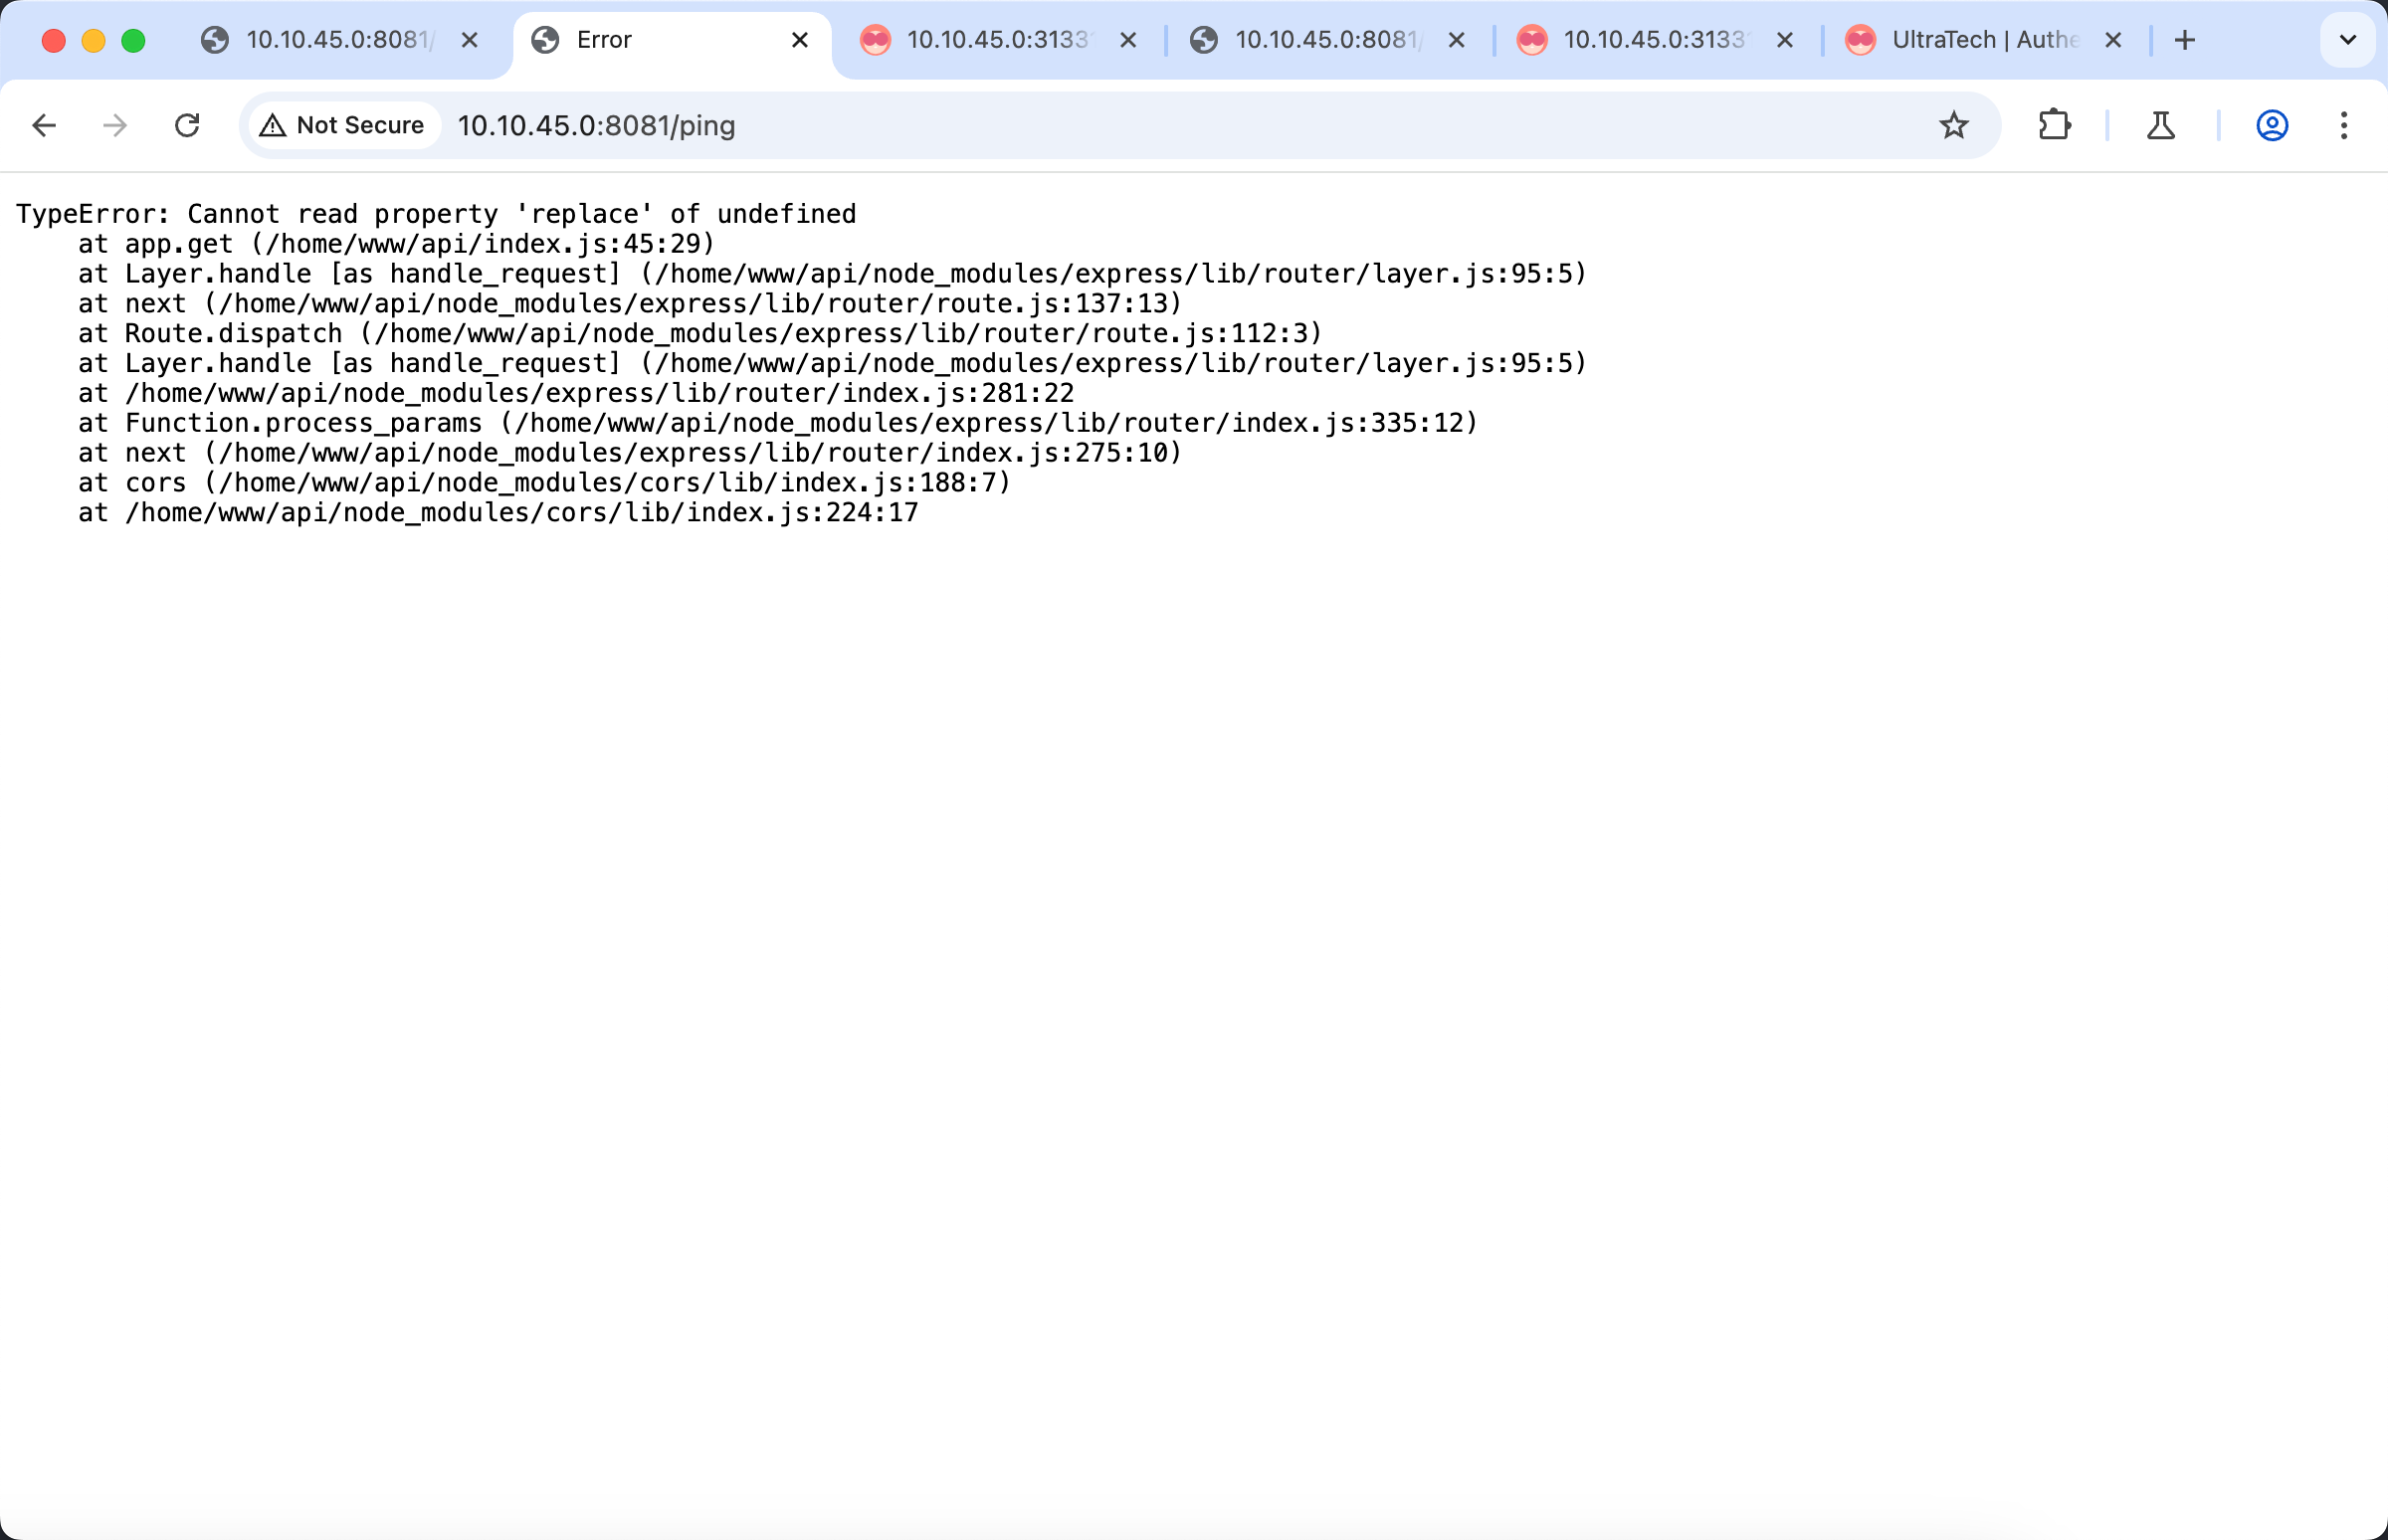 10.10.45.0:8081/
Error
10.10.45.0:3133
10.10.45.0:8081/
10.10.45.0:3133
UltraTech | Authe
Not Secure
10.10.45.0:8081/ping
TypeError: Cannot read property 'replace' of undefined
at app.get (/home/www/api/index.js:45:29)
at Layer.handle [as handle_request] (/home/www/api/node_modules/express/lib/router/layer.js:95:5)
at next (/home/www/api/node_modules/express/lib/router/route.js:137:13)
at Route.dispatch (/home/www/api/node_modules/express/lib/router/route.js:112:3)
at Layer.handle [as handle_request] (/home/www/api/node_modules/express/lib/router/layer.js:95:5)
at /home/www/api/node_modules/express/lib/router/index.js:281:22
at Function.process_params (/home/www/api/node_modules/express/lib/router/index.js:335:12)
at next (/home/www/api/node_modules/express/lib/router/index.js:275:10)
at cors (/home/www/api/node_modules/cors/lib/index.js:188:7)
at /home/www/api/node_modules/cors/lib/index.js:224:17